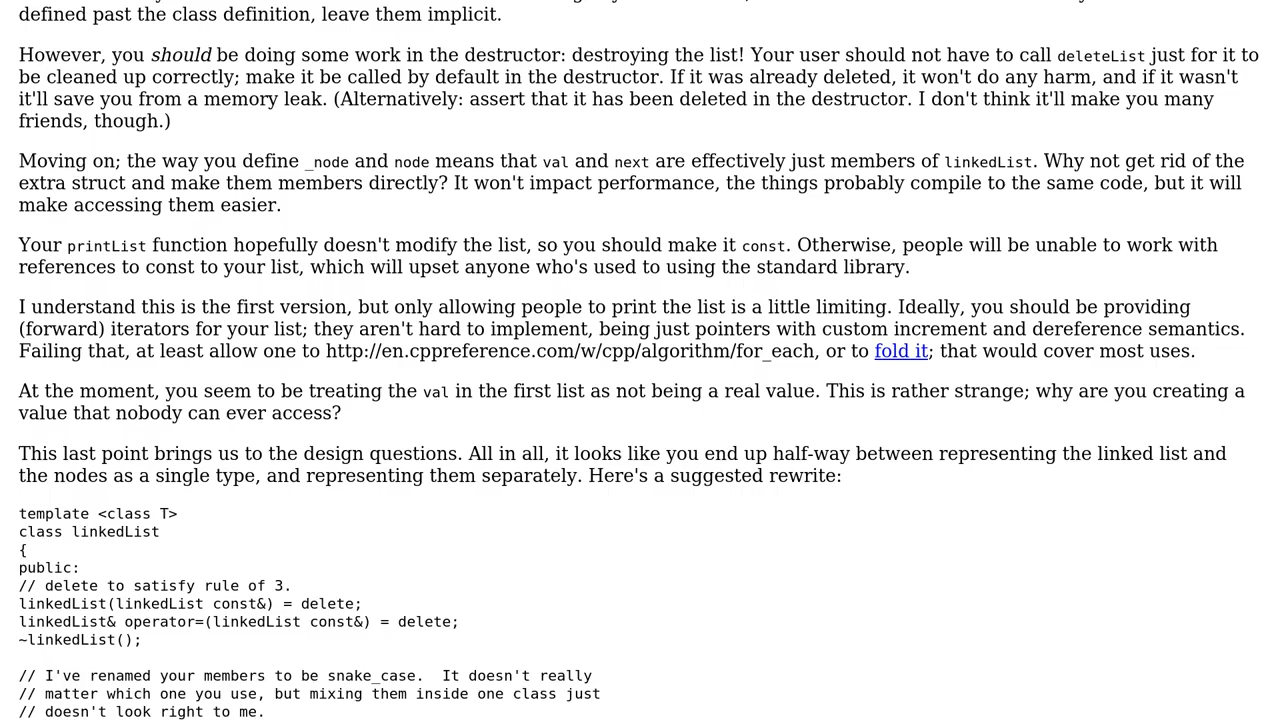 defined past the class definition, leave them implicit.
However, you should be doing some work in the destructor: destroying the list! Your user should not have to call deleteList just for it to
be cleaned up correctly; make it be called by default in the destructor. If it was already deleted, it won't do any harm, and if it wasn't
it'll save you from a memory leak. (Alternatively: assert that it has been deleted in the destructor. I don't think it'll make you many
friends, though.)
Moving on; the way you define _node and node means that val and next are effectively just members of linkedList. Why not get rid of the
extra struct and make them members directly? It won't impact performance, the things probably compile to the same code, but it will
make accessing them easier.
Your printList function hopefully doesn't modify the list, so you should make it const. Otherwise, people will be unable to work with
references to const to your list, which will upset anyone who's used to using the standard library.
I understand this is the first version, but only allowing people to print the list is a little limiting. Ideally, you should be providing
(forward) iterators for your list; they aren't hard to implement, being just pointers with custom increment and dereference semantics.
Failing that, at least allow one to http://en.cppreference.com/w/cpp/algorithm/for_each, or to fold it; that would cover most uses.
At the moment, you seem to be treating the val in the first list as not being a real value. This is rather strange; why are you creating a
value that nobody can ever access?
This last point brings us to the design questions. All in all, it looks like you end up half-way between representing the linked list and
the nodes as a single type, and representing them separately. Here's a suggested rewrite:
template <class T>
class linkedList
{
public:
// delete to satisfy rule of 3.
linkedList(linkedList const&) = delete;
linkedList& operator=(linkedList const&) = delete;
~linkedList();
// I've renamed your members to be snake_case.  It doesn't really
// matter which one you use, but mixing them inside one class just
// doesn't look right to me.